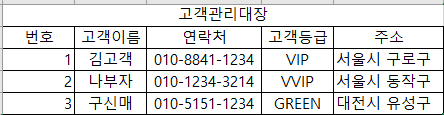 고객관리대장
번호 고객이름 연락처 고객등급 주소
1 김고객 010-8841-1234 VIP 서울시 구로구
2 나부자 010-1234-3214 VVIP 서울시 동작구
3 구신매 010-5151-1234 GREEN 대전시 유성구